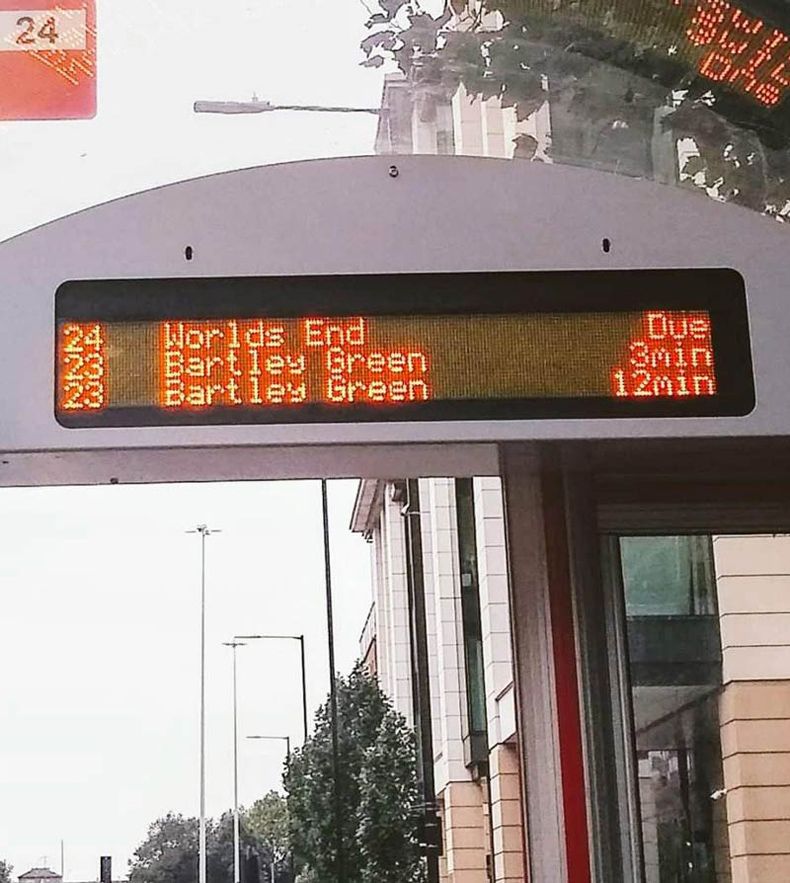 24
24 Worlds End Due
23 Bartley Green 3min
23 Bartley Green 12min